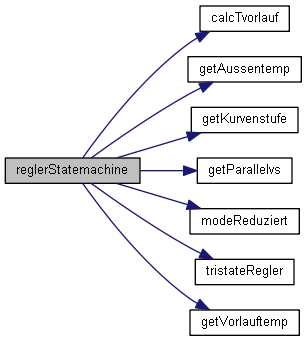 calcTvorlauf
getAussentemp
getKurvenstufe
reglerStatemachine
getParallelvs
modeReduziert
tristateRegler
getVorlauftemp